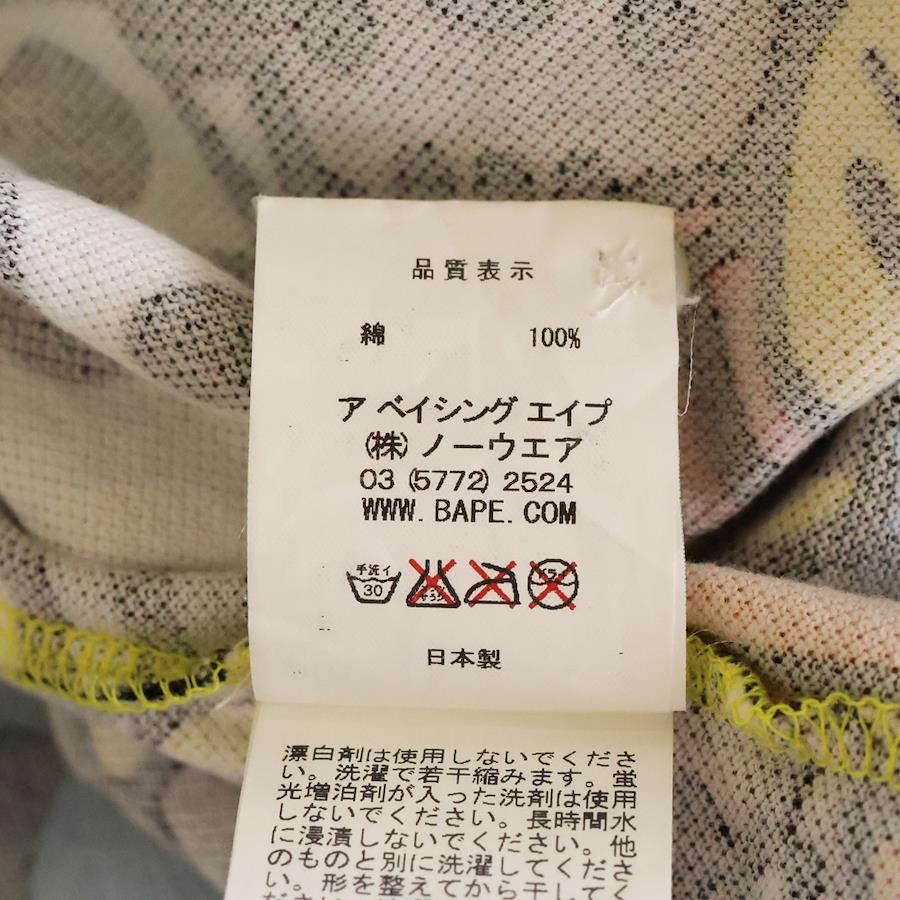 品質表示
綿 100%
ア ベイシング エイプ
(株) ノーウエア
03 (5772) 2524
WWW. BAPE. COM
手洗イ
30
日本製
漂白剤は使用しないでくださ
い。洗濯で若干縮みます。蛍
光増泊剤が入った洗剤は使用
しないでください。長時間水
に浸漬しないでください。他
のものと別に洗濯してくださ
い。形を整えてから干してく